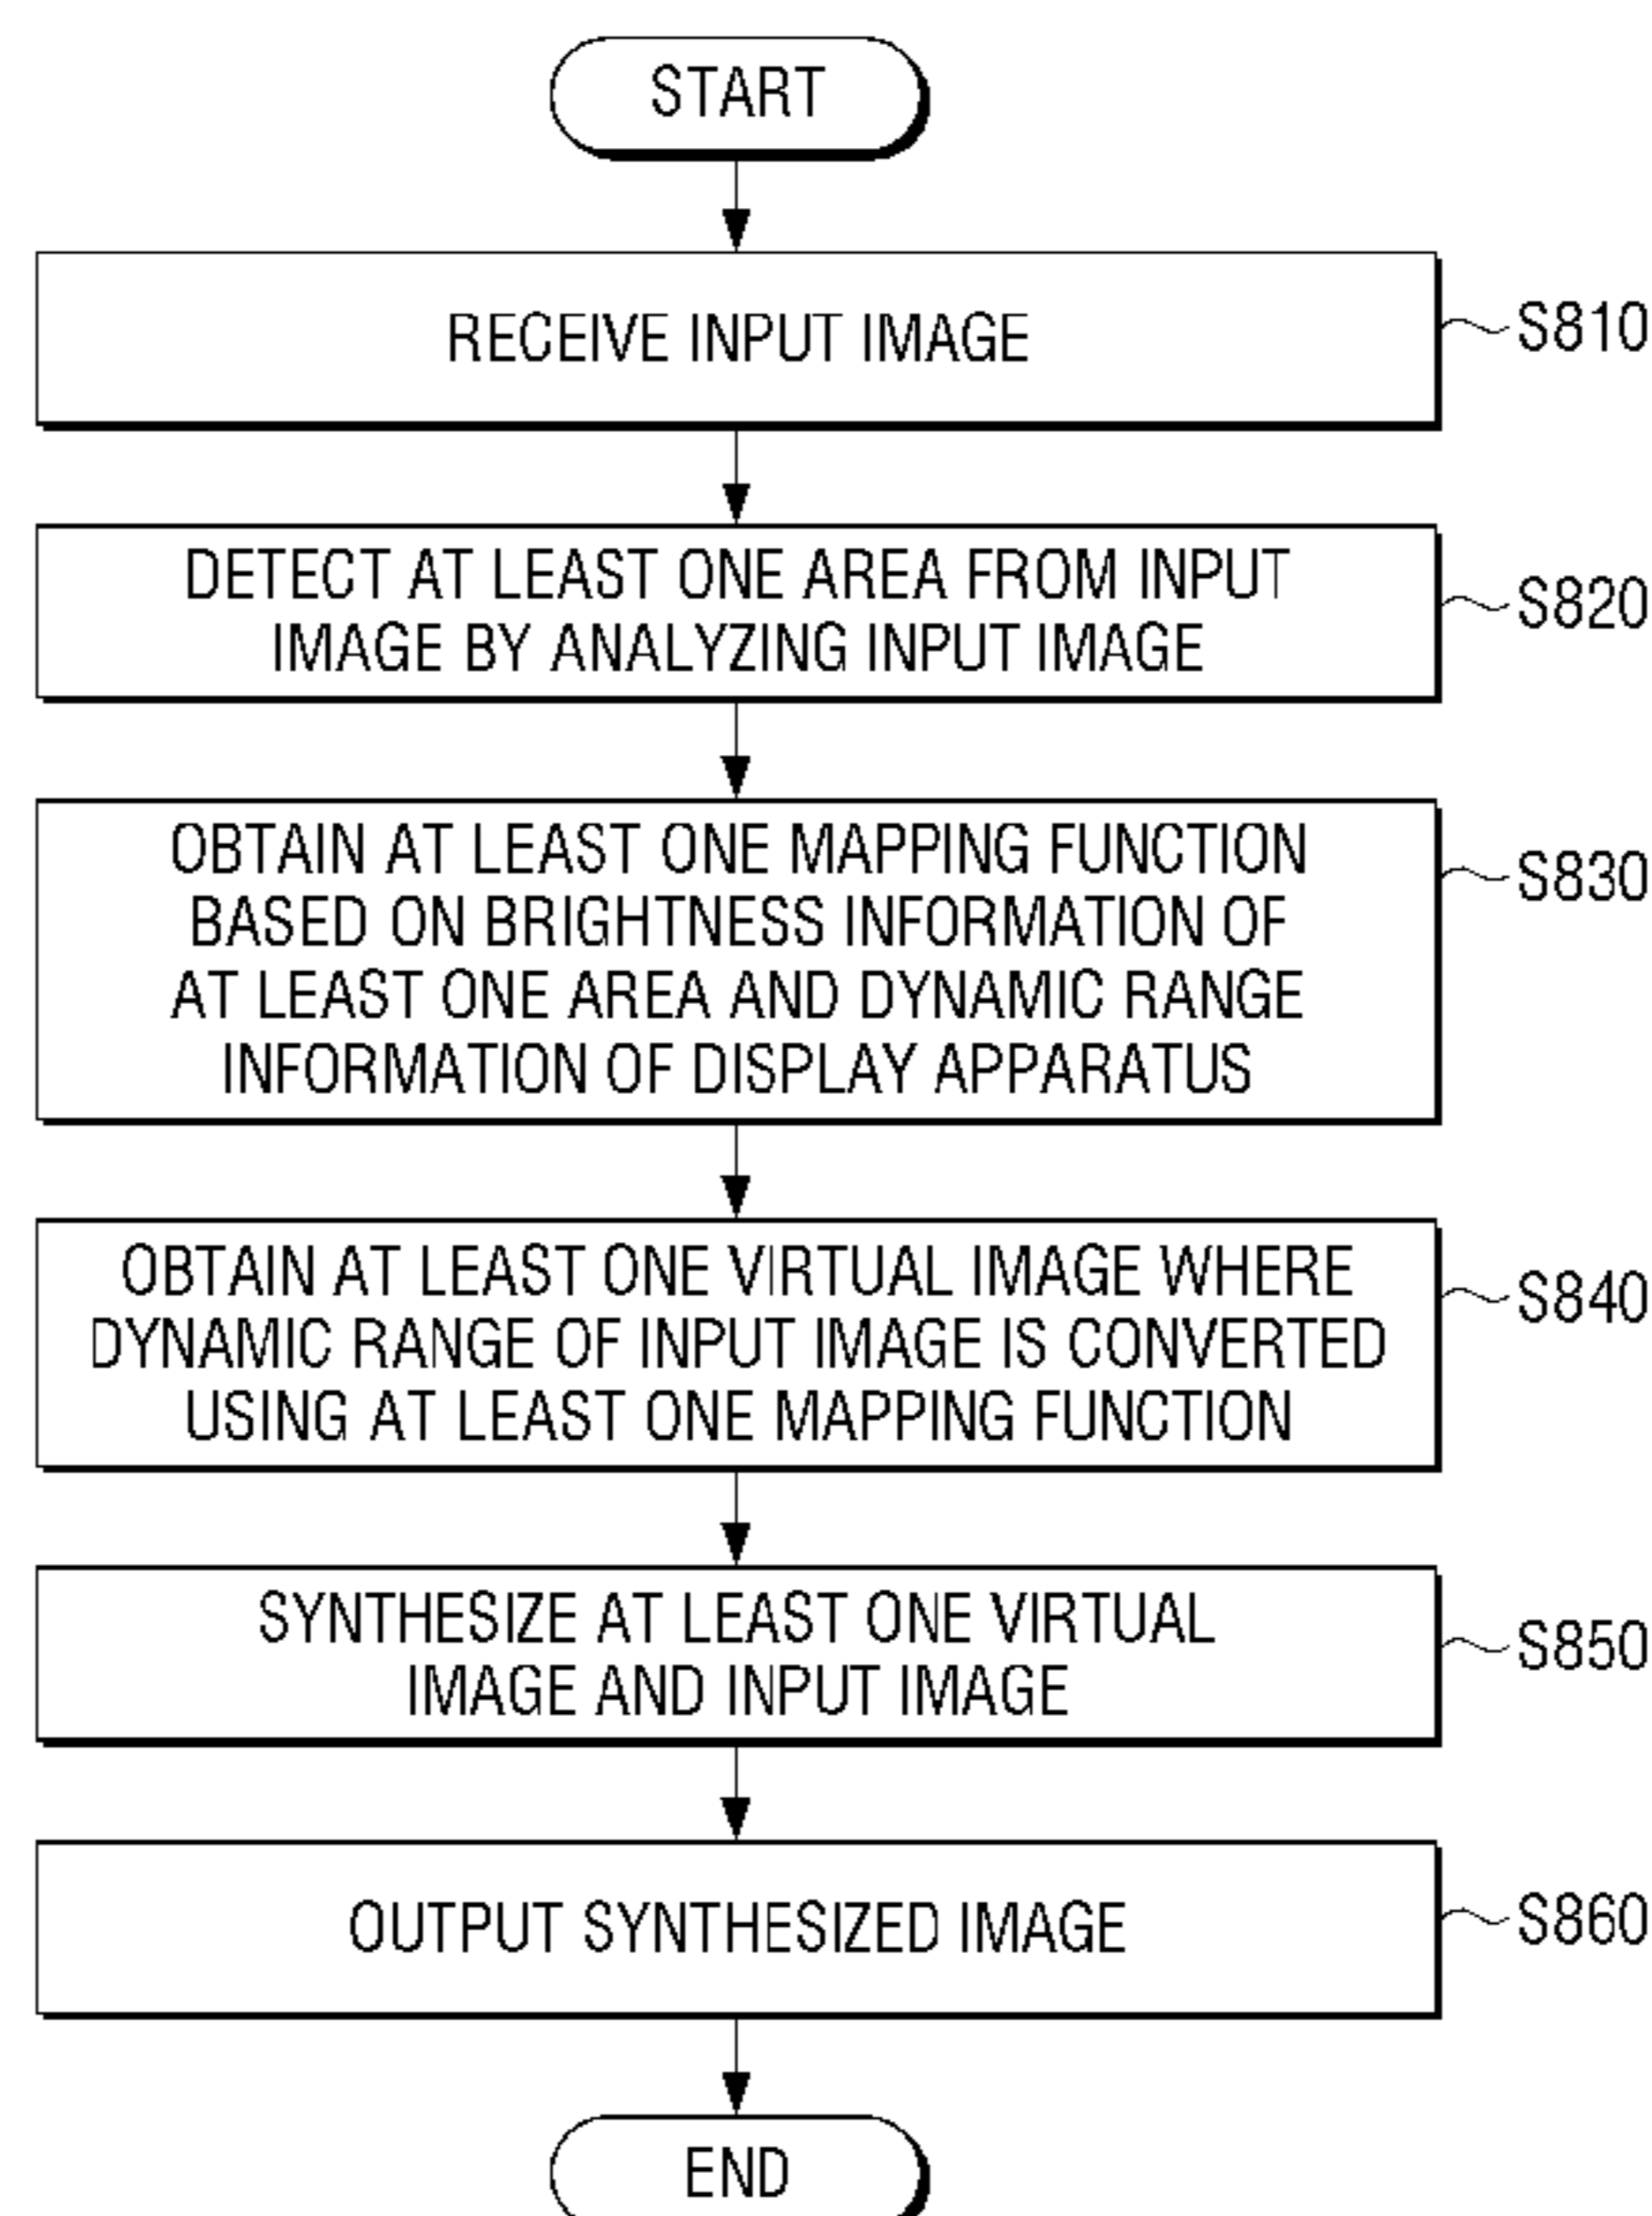 START
RECEIVE INPUT IMAGE
S810
DETECT AT LEAST ONE AREA FROM INPUT
IMAGE BY ANALYZING INPUT IMAGE
S820
OBTAIN AT LEAST ONE MAPPING FUNCTION
BASED ON BRIGHTNESS INFORMATION OF
AT LEAST ONE AREA AND DYNAMIC RANGE
INFORMATION OF DISPLAY APPARATUS
S830
OBTAIN AT LEAST ONE VIRTUAL IMAGE WHERE
DYNAMIC RANGE OF INPUT IMAGE IS CONVERTED
USING AT LEAST ONE MAPPING FUNCTION
S840
SYNTHESIZE AT LEAST ONE VIRTUAL
IMAGE AND INPUT IMAGE
S850
OUTPUT SYNTHESIZED IMAGE
S860
END